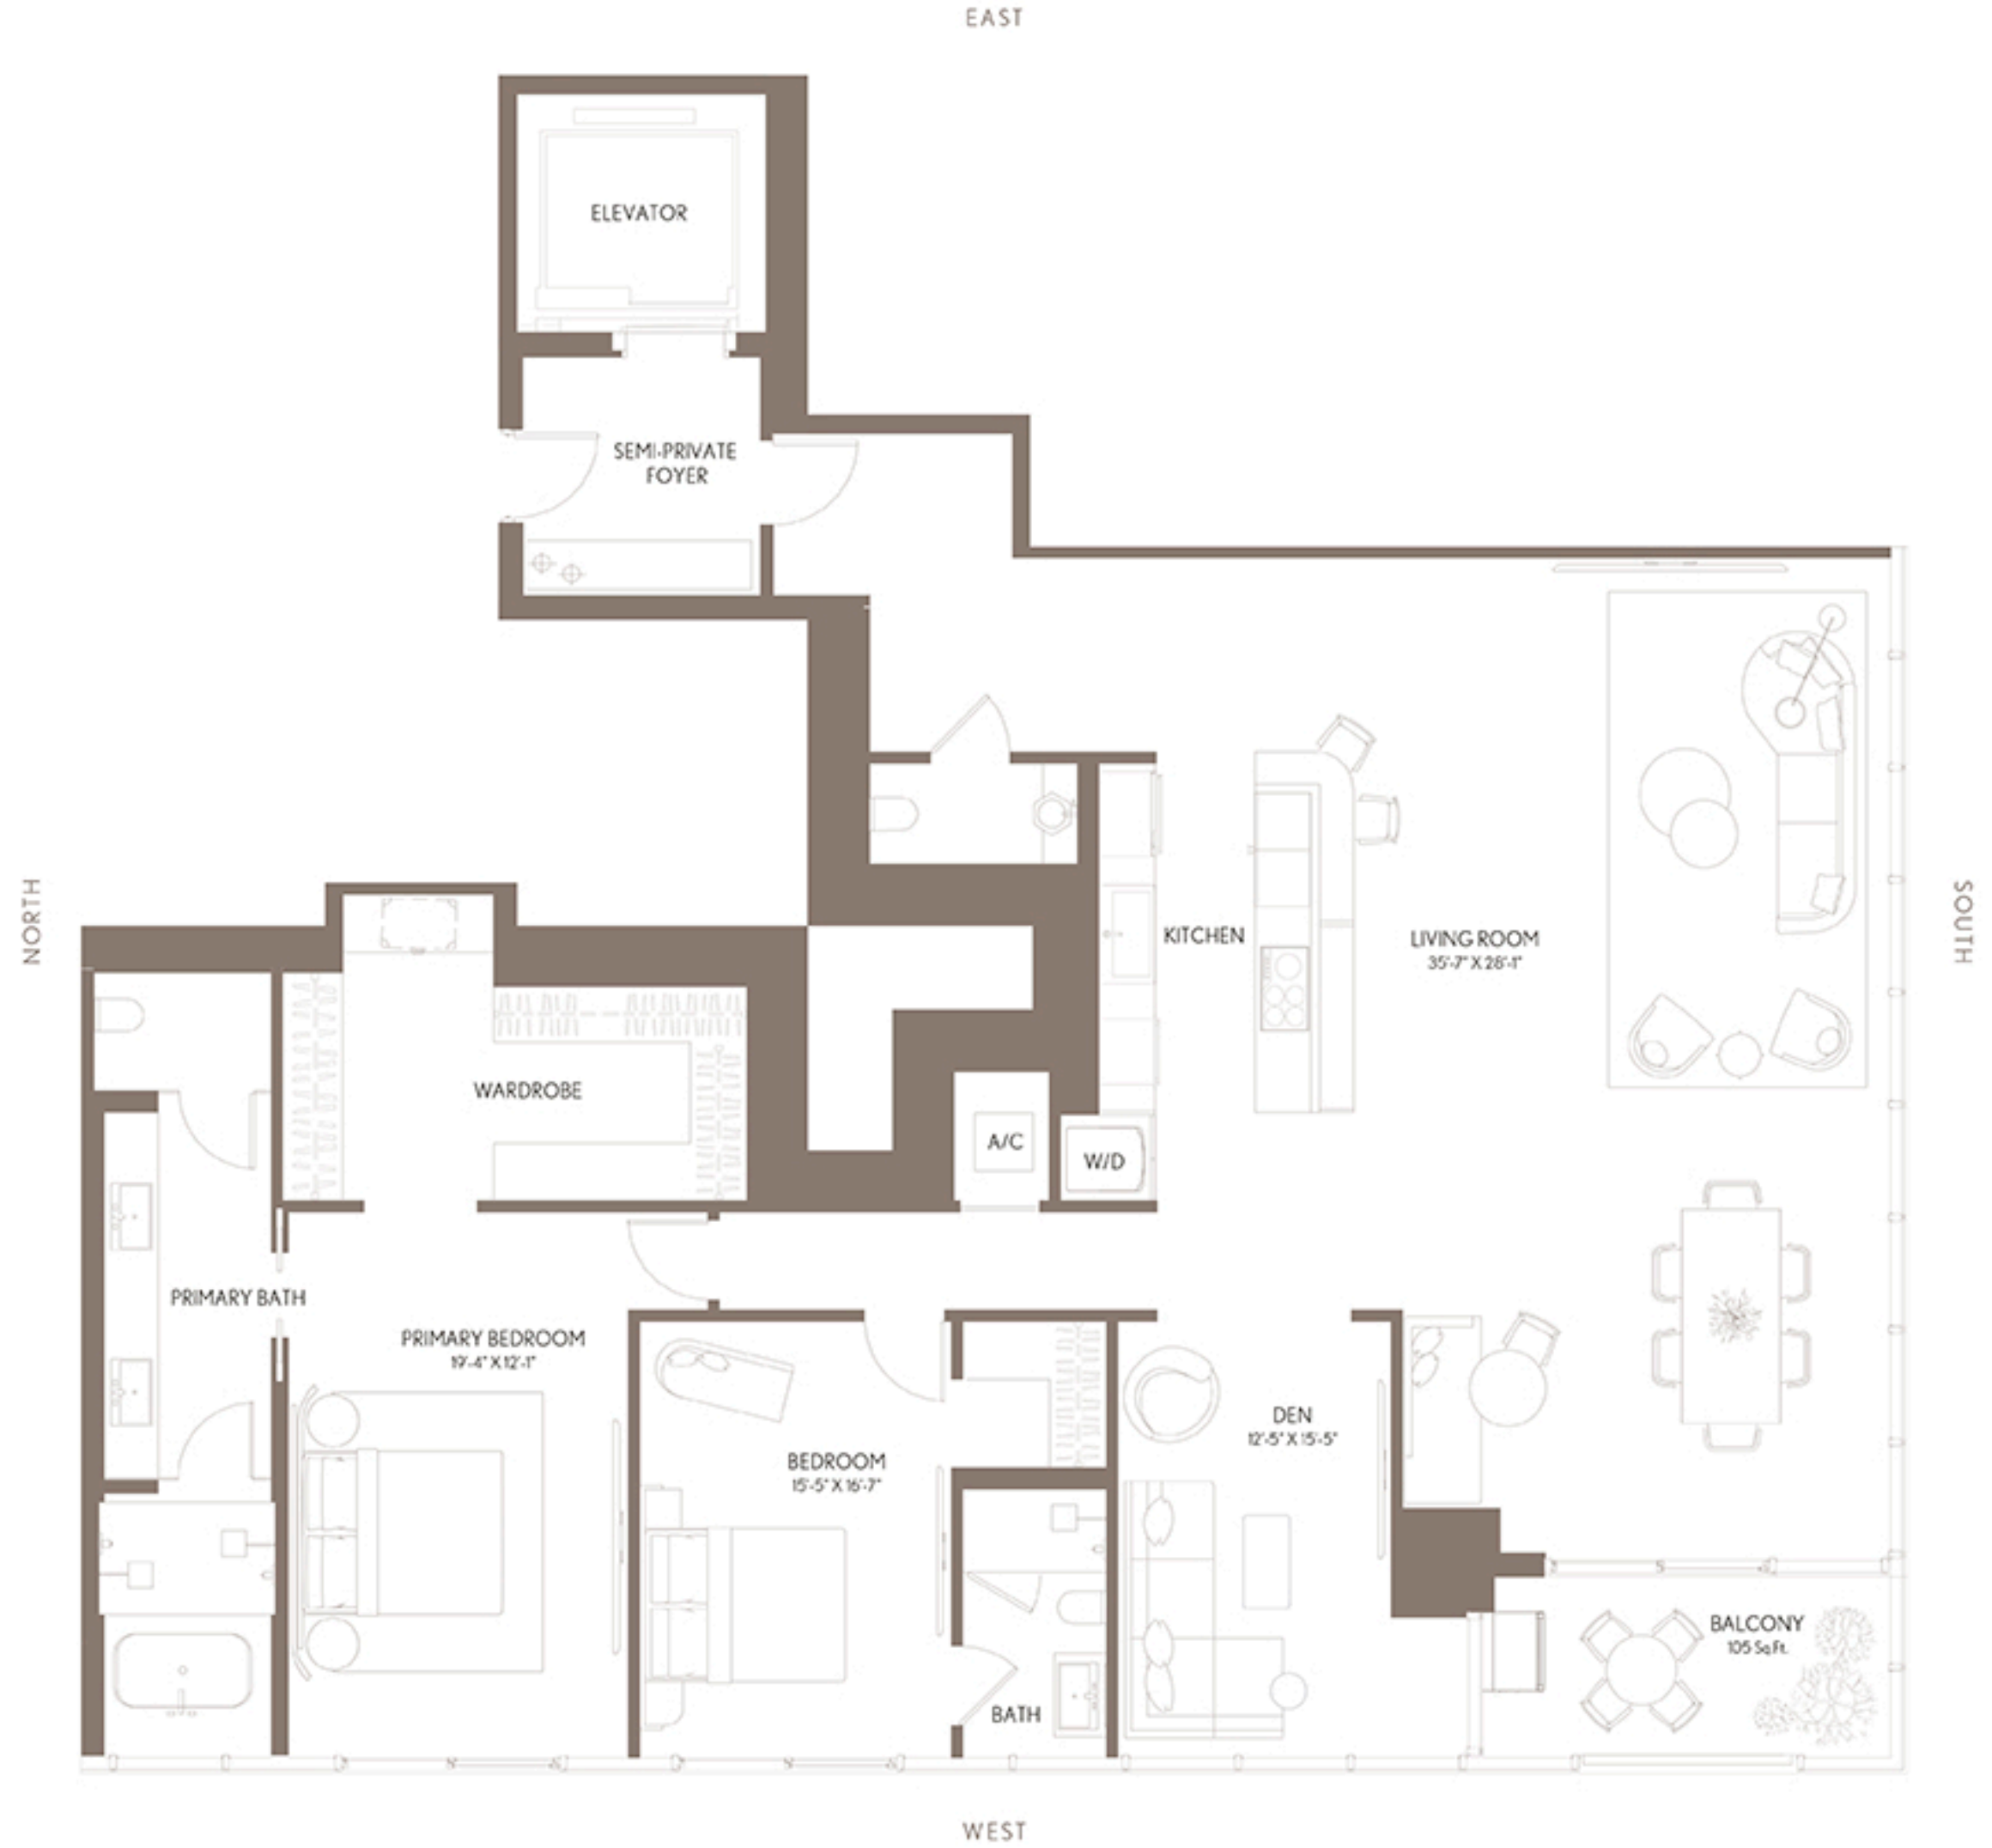 EAST
ELEVATOR
SEMI-PRIVATE
FOYER
NORTH
SOUTH
KITCHEN
LIVING ROOM
35'-7" X 28'-1"
WARDROBE
A/C
W/D
PRIMARY BATH
PRIMARY BEDROOM
19'-4" X 12'-1"
DEN
12'-5" X 15'-5"
BEDROOM
15'-5" X 16'-7"
BALCONY
105 Sq.Ft.
BATH
WEST